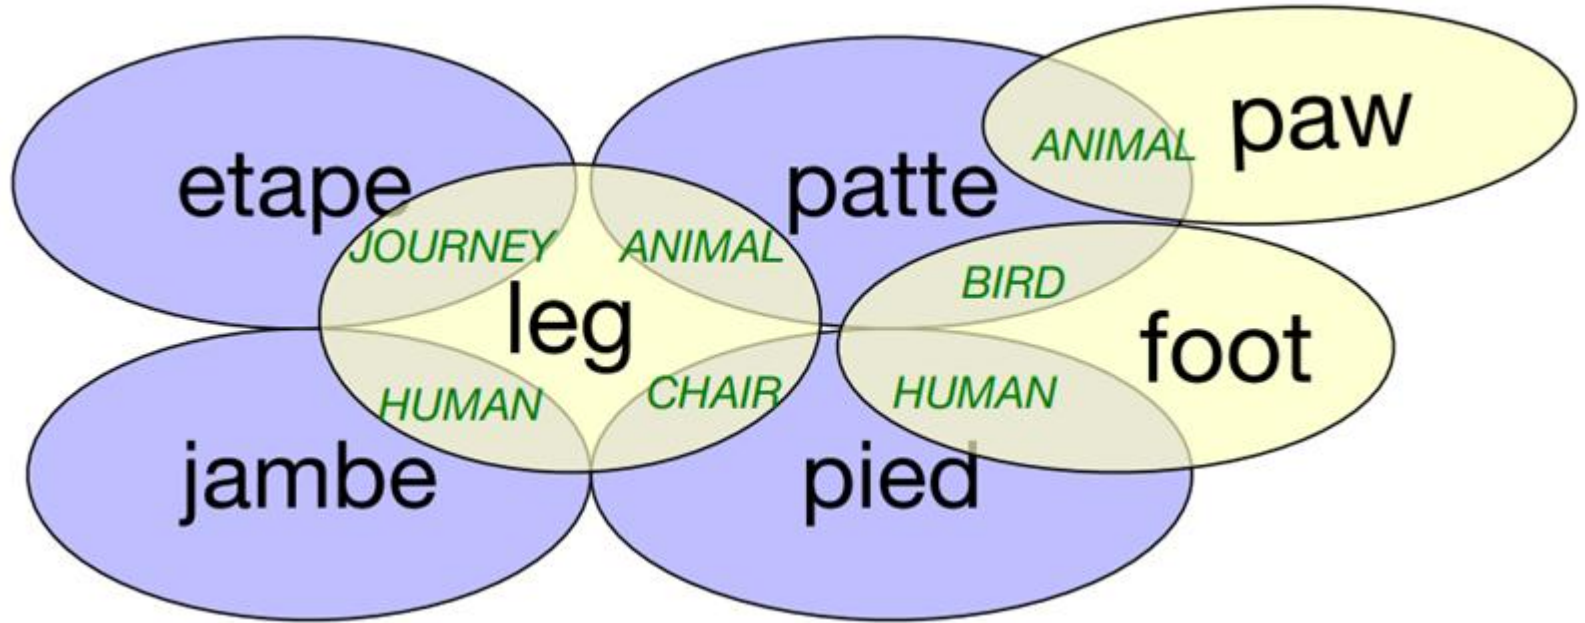 etape
patte
ANIMAL
paw
JOURNEY
ANIMAL
leg
BIRD
foot
HUMAN
CHAIR
HUMAN
jambe
pied